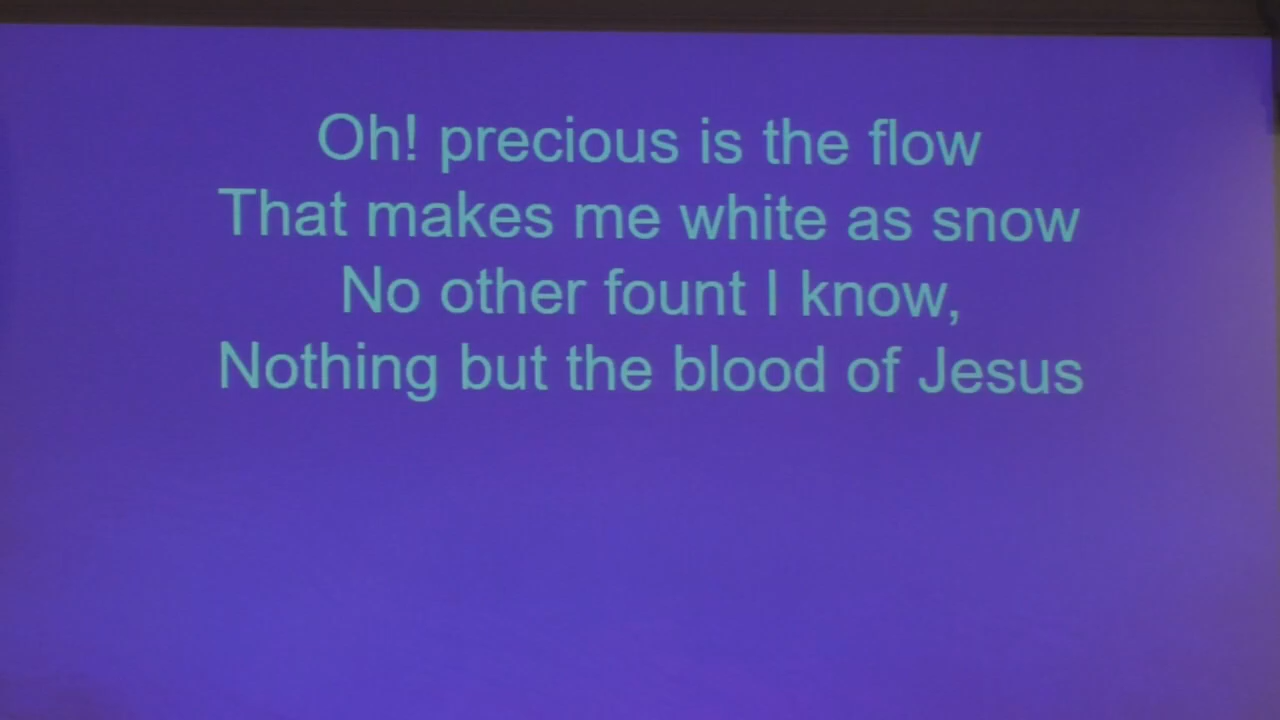 Oh! precious is the flow
That makes me white as snow
No other fount I know,
Nothing but the blood of Jesus